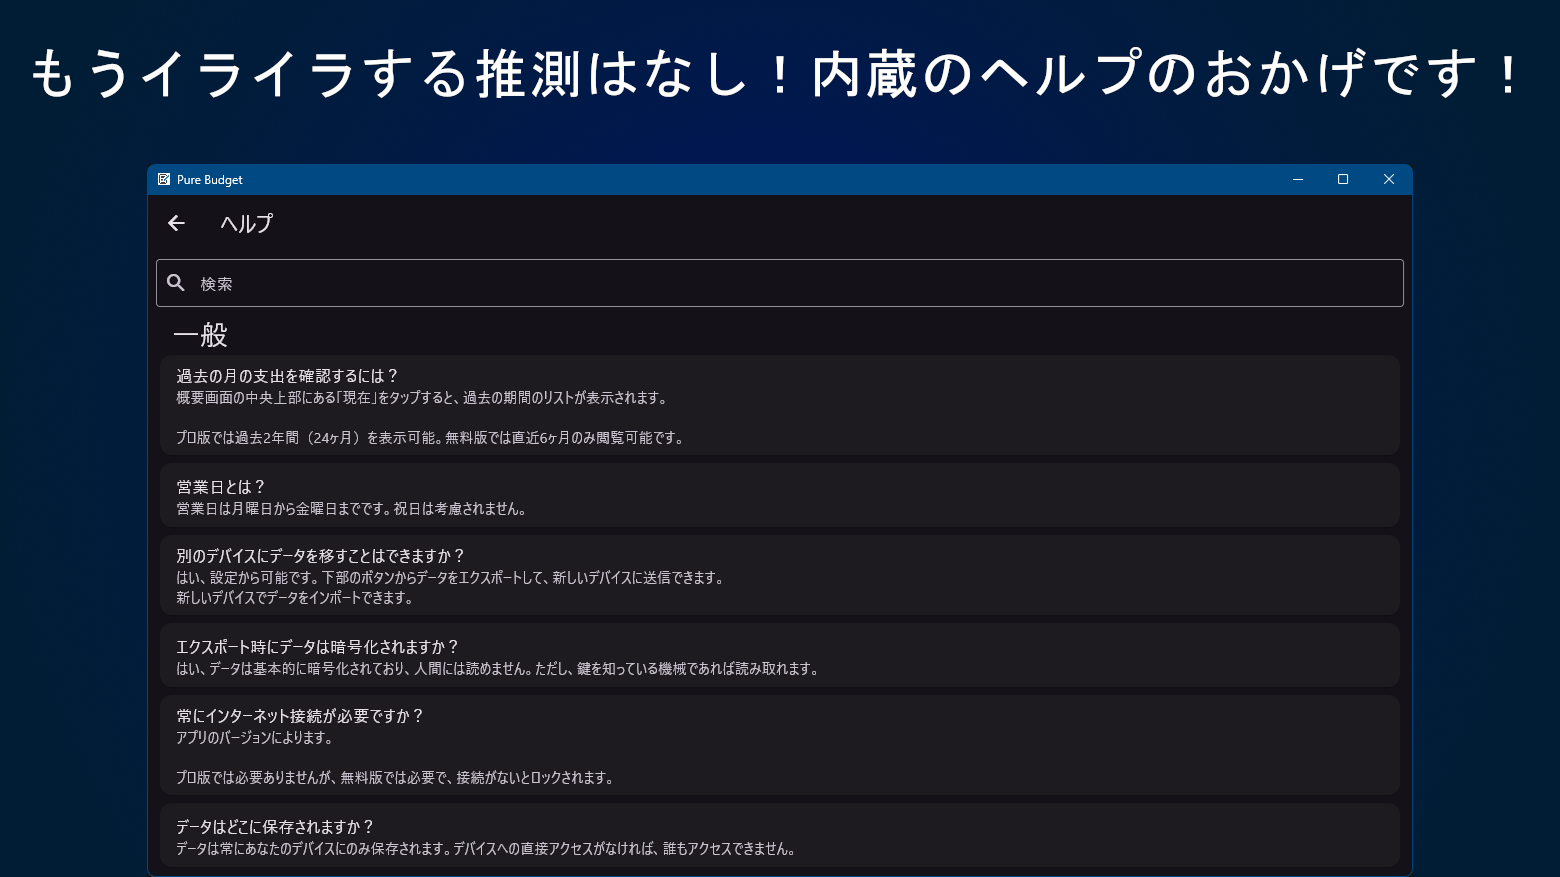 もうイライラする推測はなし！内蔵のヘルプのおかげです！
Pure Budget
ヘルプ
検索
一般
過去の月の支出を確認するには？
概要画面の中央上部にある「現在」をタップすると、過去の期間のリストが表示されます。
プロ版では過去2年間（24ヶ月）を表示可能。無料版では直近6ヶ月のみ閲覧可能です。
営業日とは？
営業日は月曜日から金曜日までです。祝日は考慮されません。
別のデバイスにデータを移すことはできますか？
はい、設定から可能です。下部のボタンからデータをエクスポートして、新しいデバイスに送信できます。
新しいデバイスでデータをインポートできます。
エクスポート時にデータは暗号化されますか？
はい、データは基本的に暗号化されており、人間には読めません。ただし、鍵を知っている機械であれば読み取れます。
常にインターネット接続が必要ですか？
アプリのバージョンによります。
プロ版では必要ありませんが、無料版では必要で、接続がないとロックされます。
データはどこに保存されますか？
データは常にあなたのデバイスにのみ保存されます。デバイスへの直接アクセスがなければ、誰もアクセスできません。